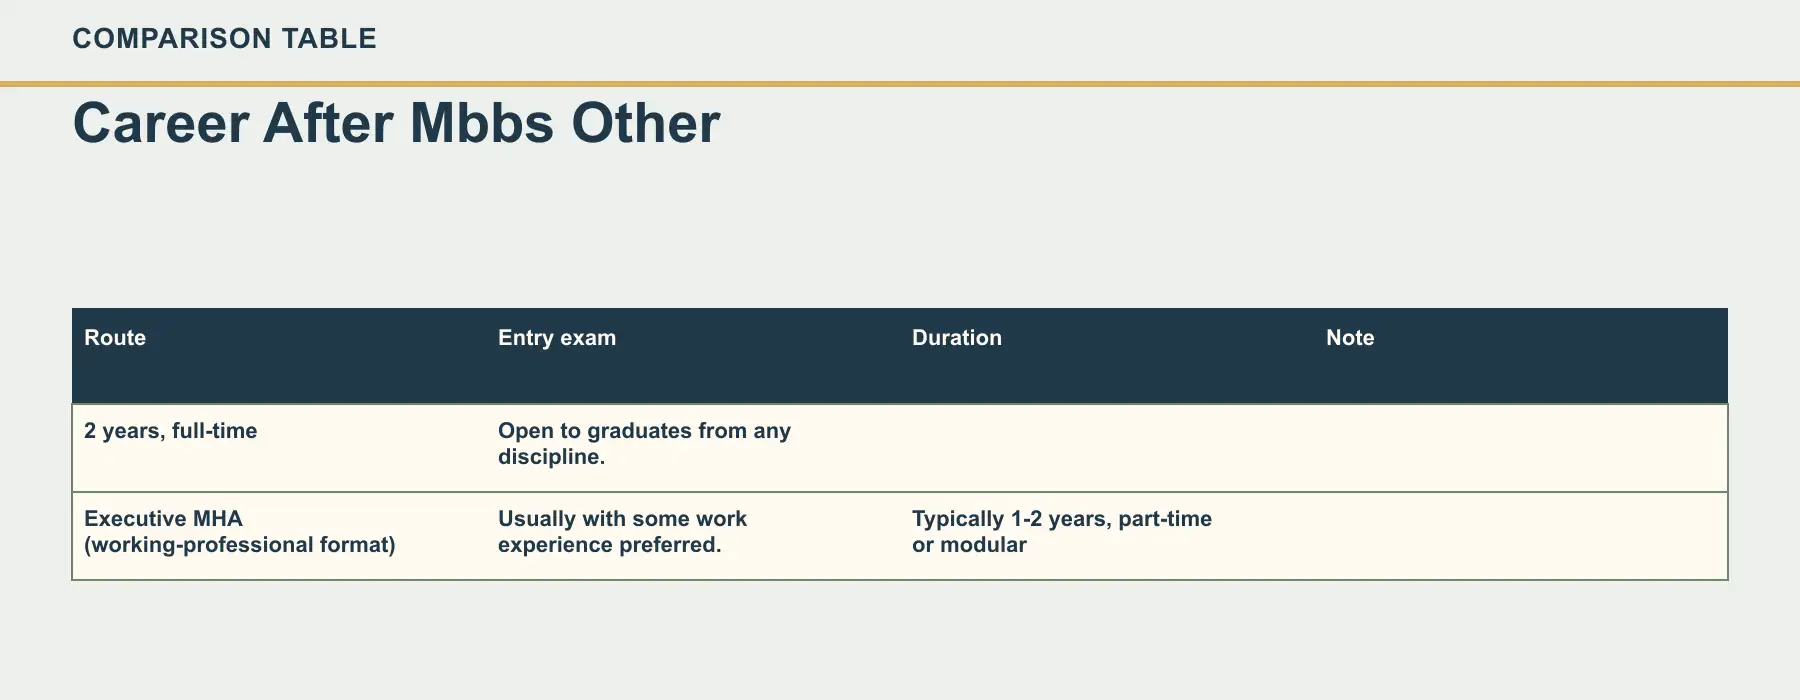 COMPARISON TABLE
Career After Mbbs Other
Route Entry exam Duration Note
2 years, full-time Open to graduates from any
discipline.
Executive MHA Usually with some work Typically 1-2 years, part-time
(working-professional format) experience preferred. or modular